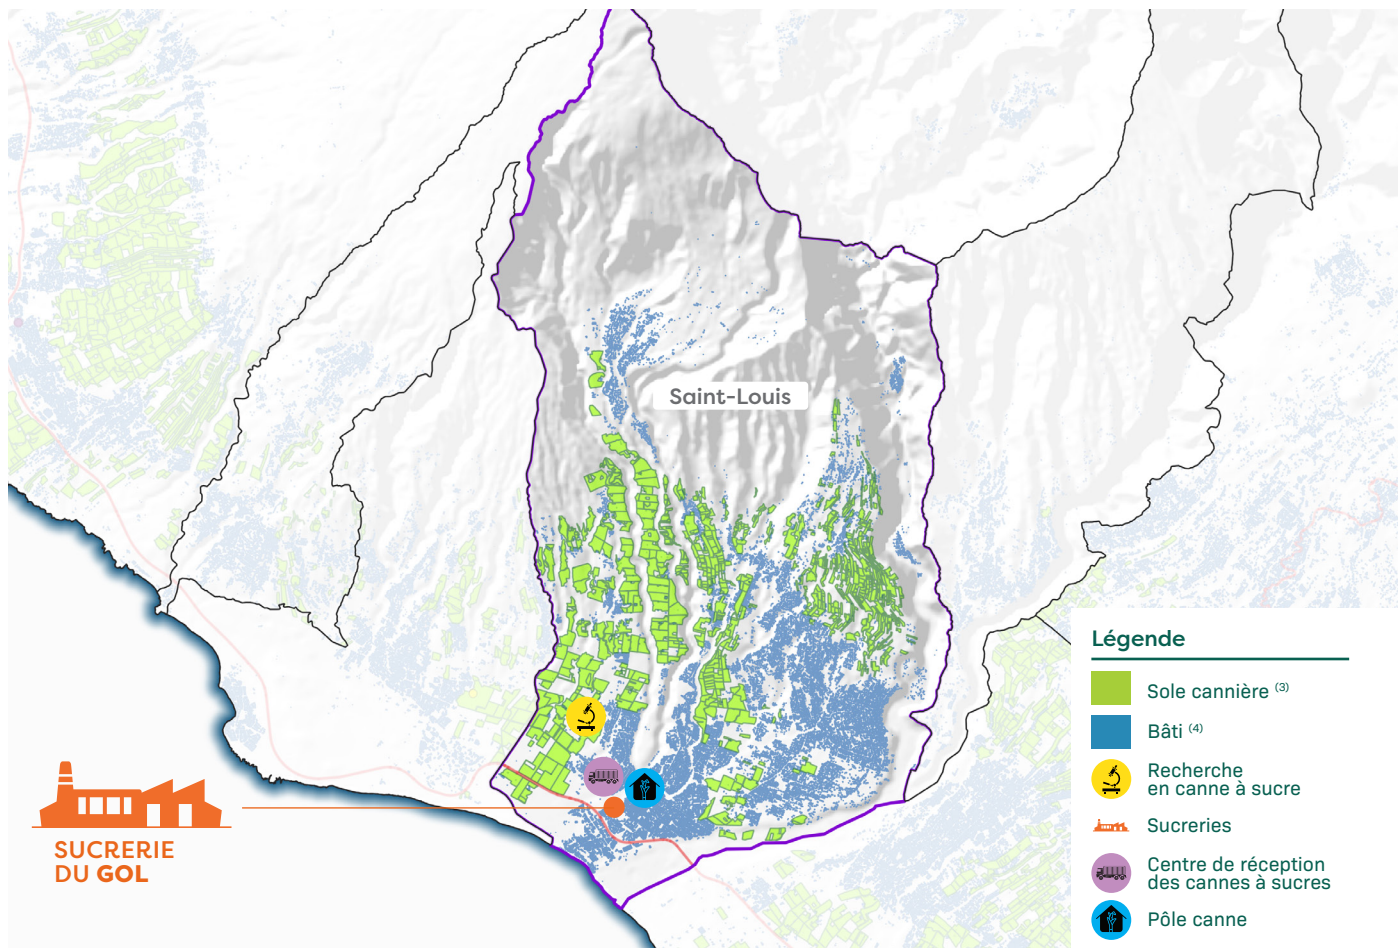 Saint-Louis
SUCRERIE
DU GOL
Légende
Sole cannière (3)
Bâti (4)
Recherche
en canne à sucre
Sucreries
Centre de réception
des cannes à sucres
Pôle canne